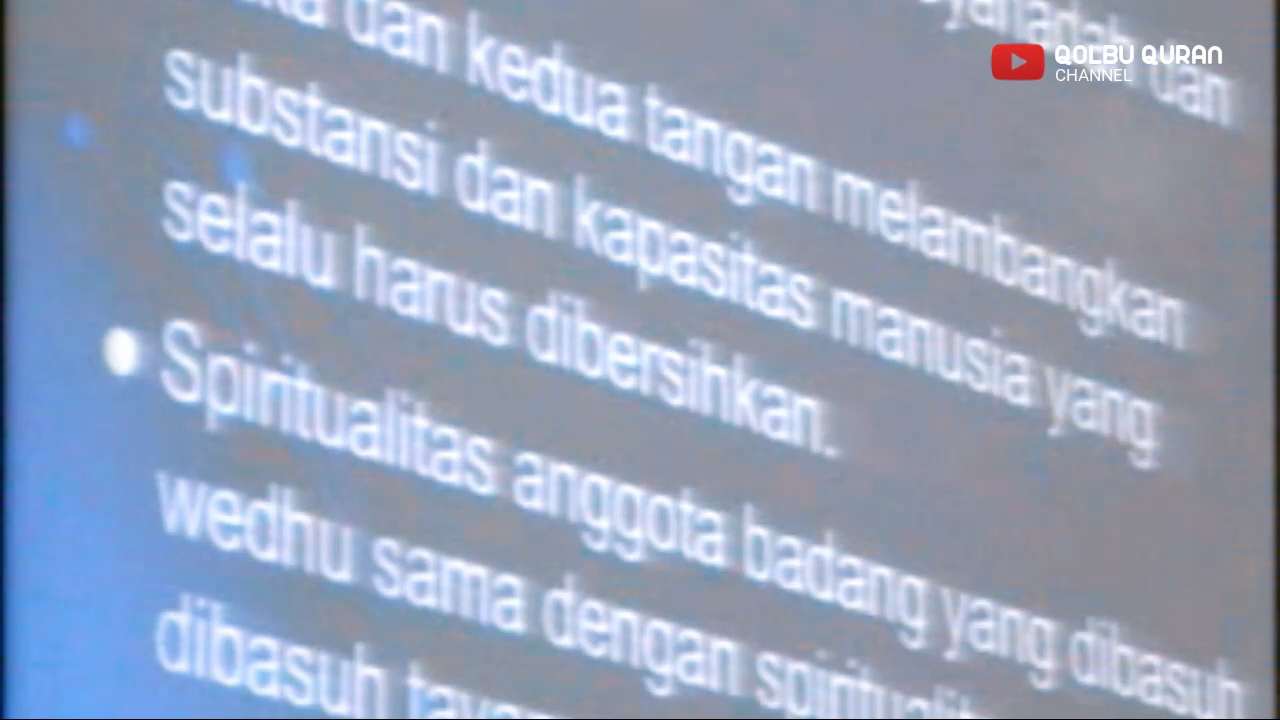 dan
QOLBU QURAN
CHANNEL
dan kedua tangan melambangkan
substansi dan kapasitas manusia yang
selalu harus dibersihkan.
• Spiritualitas anggota badang yang dibasuh
wedhu sama dengan
dibasuh